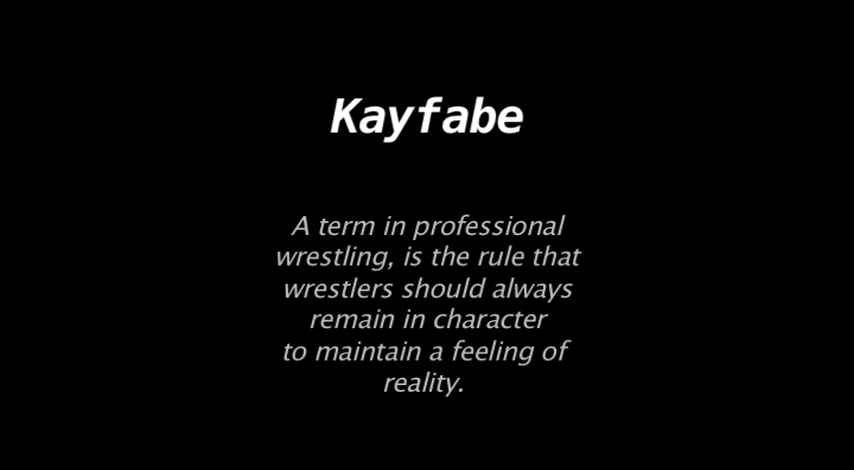 Kayfabe
A term in professional
wrestling, is the rule that
wrestlers should always
remain in character
to maintain a feeling of
reality.